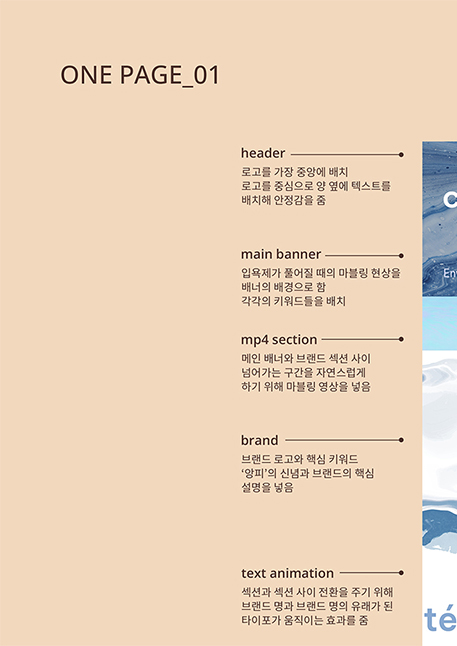 ONE PAGE_01
header
로고를 가장 중앙에 배치
로고를 중심으로 양 옆에 텍스트를
배치해 안정감을 줌
main banner
입욕제가 풀어질 때의 마블링 현상을
배너의 배경으로 함
각각의 키워드들을 배치
mp4 section
메인 배너와 브랜드 섹션 사이
넘어가는 구간을 자연스럽게
하기 위해 마블링 영상을 넣음
brand
브랜드 로고와 핵심 키워드
‘앙피’의 신념과 브랜드의 핵심
설명을 넣음
text animation
섹션과 섹션 사이 전환을 주기 위해
브랜드 명과 브랜드 명의 유래가 된
타이포가 움직이는 효과를 줌
té